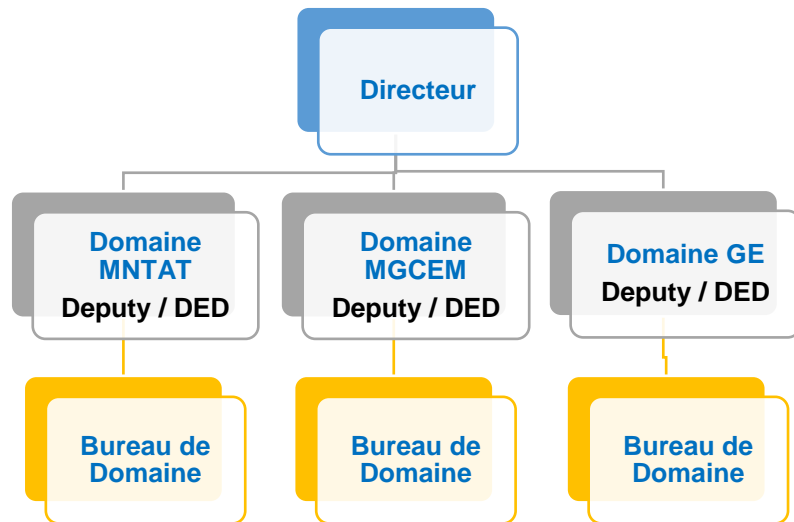 Directeur
Domaine
MNTAT
Deputy / DED
Domaine
MGCEM
Deputy / DED
Domaine GE
Deputy / DED
Bureau de
Domaine
Bureau de
Domaine
Bureau de
Domaine